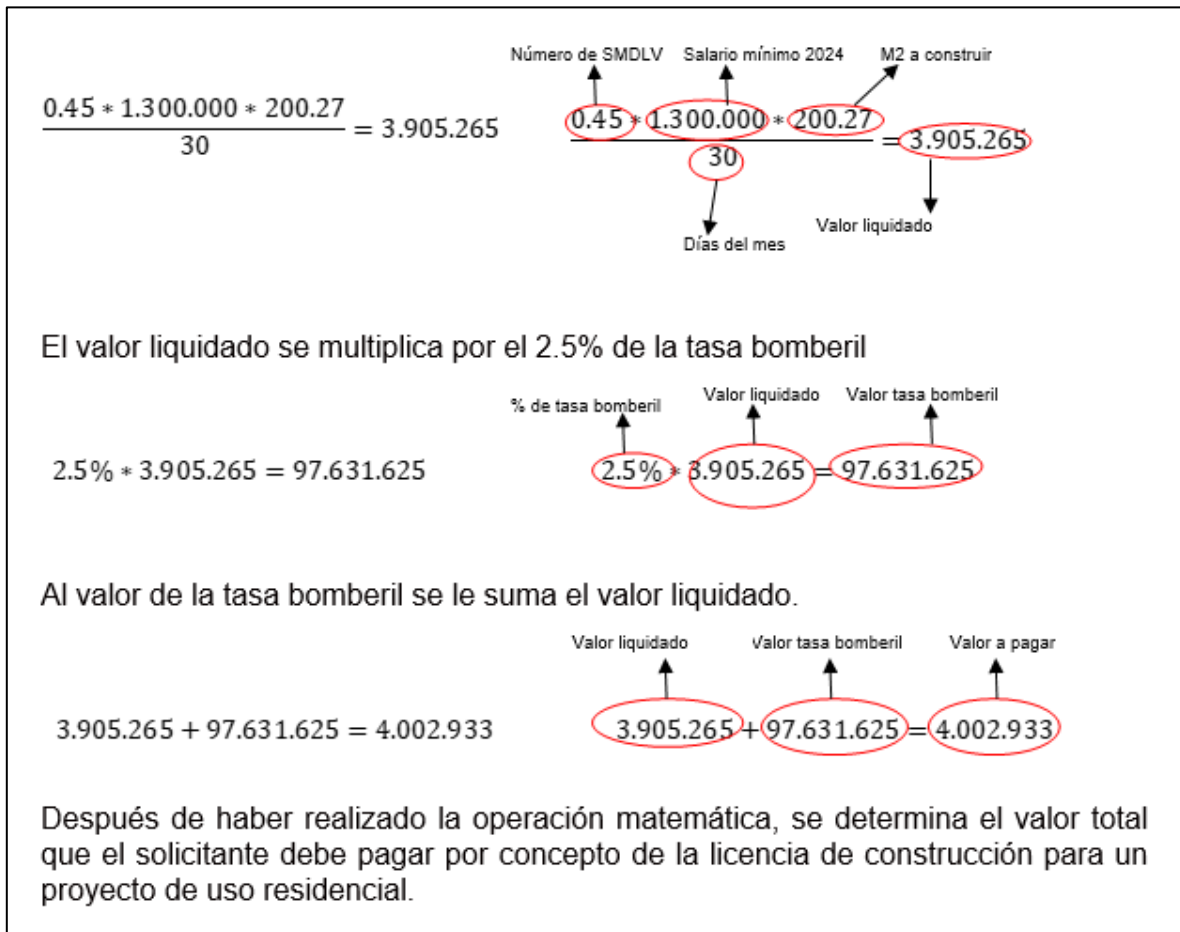 Número de SMDLV Salario mínimo 2024 M2 a construir
0.45 * 1.300.000 * 200.27
30
= 3.905.265
0.45 * 1.300.000 * 200.27
30
= 3.905.265
Días del mes
Valor liquidado
El valor liquidado se multiplica por el 2.5% de la tasa bomberil
% de tasa bomberil Valor liquidado Valor tasa bomberil
2.5% * 3.905.265 = 97.631.625
2.5% * 3.905.265 = 97.631.625
Al valor de la tasa bomberil se le suma el valor liquidado.
Valor liquidado Valor tasa bomberil Valor a pagar
3.905.265 + 97.631.625 = 4.002.933
3.905.265 + 97.631.625 = 4.002.933
Después de haber realizado la operación matemática, se determina el valor total
que el solicitante debe pagar por concepto de la licencia de construcción para un
proyecto de uso residencial.